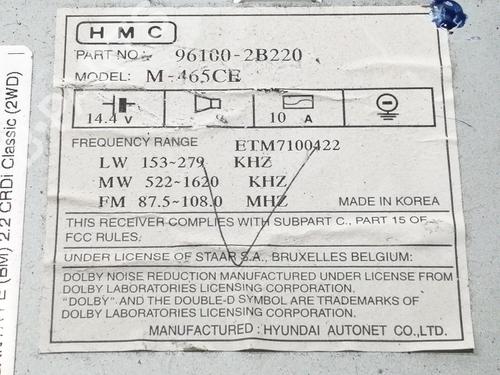 HMC
PART NO.: 96180-2B220
MODEL: M-465CE
14.4 V
10 A
FREQUENCY RANGE ETM7100422
LW 153~279 KHZ
MW 522~1620 KHZ
FM 87.5~108.0 MHZ MADE IN KOREA
THIS RECEIVER COMPLIES WITH SUBPART C., PART 15 OF
FCC RULES;
UNDER LICENSE OF STAAR S.A., BRUXELLES BELGIUM:
DOLBY NOISE REDUCTION MANUFACTURED UNDER LICENSE FROM
DOLBY LABORATORIES LICENSING CORPORATION.
"DOLBY" AND THE DOUBLE-D SYMBOL ARE TRADEMARKS OF
DOLBY LABORATORIES LICENSING CORPORATION.
MANUFACTURED: HYUNDAI AUTONET CO.,LTD.
(BM) 2.2 CRDi Classic (2WD)